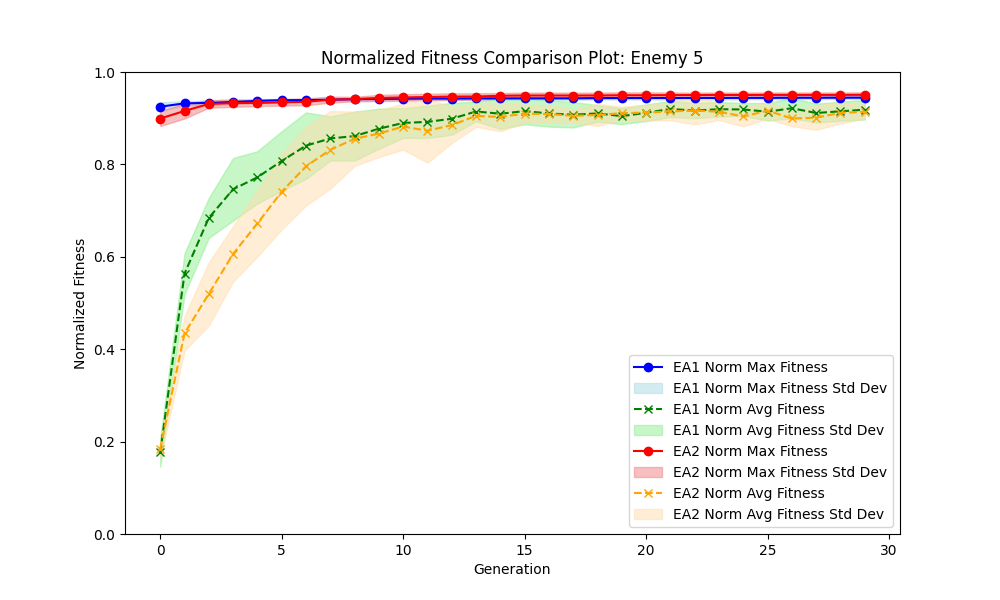 Normalized Fitness Comparison Plot: Enemy 5
1.0
0.8
0.6
0.4
0.2
0.0
Normalized Fitness
EA1 Norm Max Fitness
EA1 Norm Max Fitness Std Dev
EA1 Norm Avg Fitness
EA1 Norm Avg Fitness Std Dev
EA2 Norm Max Fitness
EA2 Norm Max Fitness Std Dev
EA2 Norm Avg Fitness
EA2 Norm Avg Fitness Std Dev
0 5 10 15 20 25 30
Generation